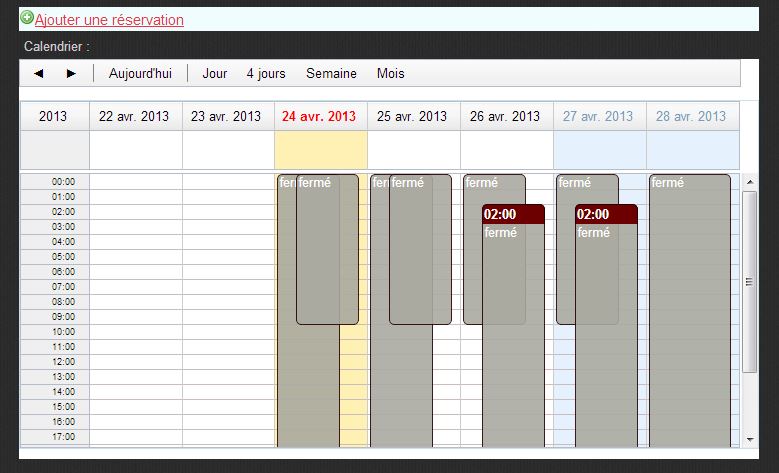 Ajouter une réservation
Calendrier :
Aujourd'hui Jour 4 jours Semaine Mois
2013 22 avr. 2013 23 avr. 2013 24 avr. 2013 25 avr. 2013 26 avr. 2013 27 avr. 2013 28 avr. 2013
00:00 fermé fermé fermé fermé fermé
01:00
02:00 02:00 02:00
03:00 fermé fermé
04:00
05:00
06:00
07:00
08:00
09:00
10:00
11:00
12:00
13:00
14:00
15:00
16:00
17:00